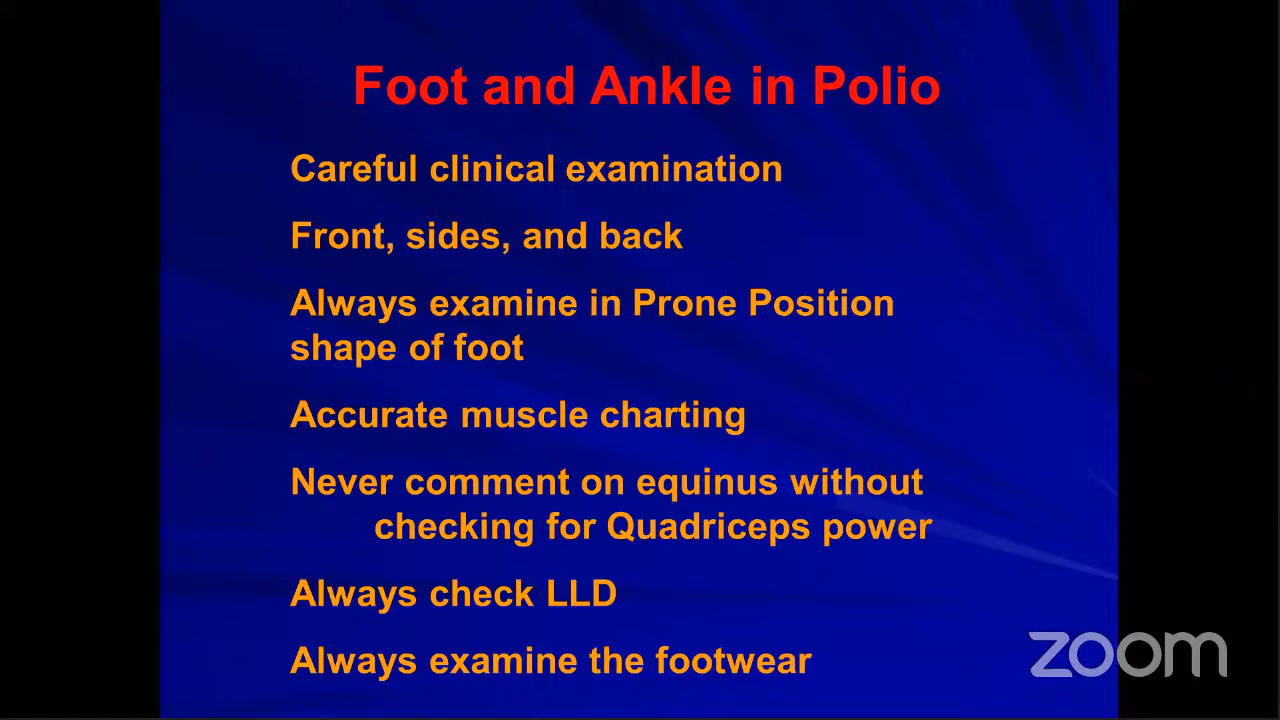 Foot and Ankle in Polio
Careful clinical examination
Front, sides, and back
Always examine in Prone Position
shape of foot
Accurate muscle charting
Never comment on equinus without
checking for Quadriceps power
Always check LLD
Always examine the footwear
zoom